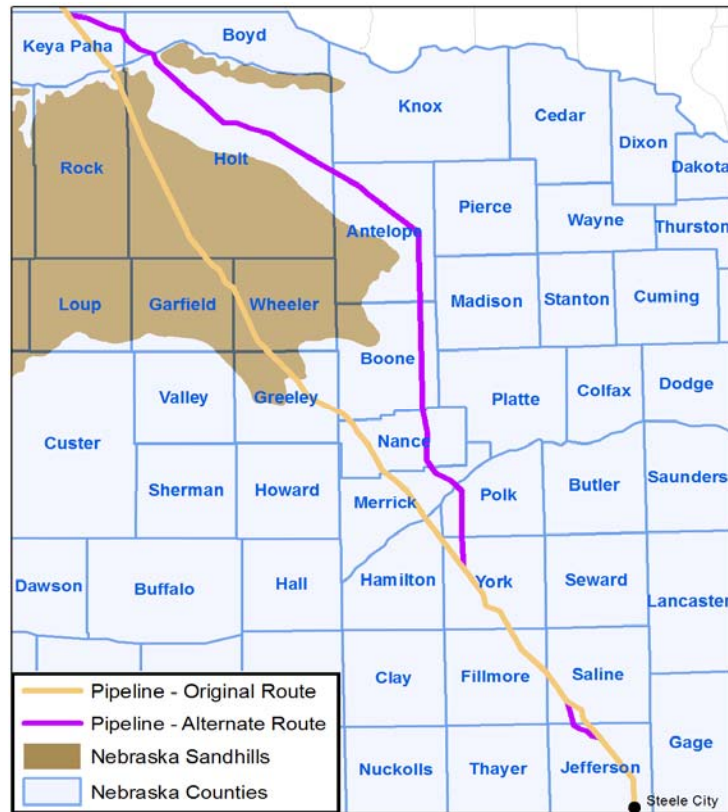 Boyd
Keya Paha
Knox
Cedar
Dixon
Dakota
Rock
Holt
Pierce
Wayne
Thurston
Antelope
Loup
Garfield
Wheeler
Madison
Stanton
Cuming
Boone
Valley
Greeley
Platte
Colfax
Dodge
Custer
Nance
Sherman
Howard
Merrick
Polk
Butler
Saunders
Dawson
Buffalo
Hall
Hamilton
York
Seward
Lancaster
Clay
Fillmore
Saline
Pipeline - Original Route
Pipeline - Alternate Route
Nebraska Sandhills
Nebraska Counties
Nuckolls
Thayer
Jefferson
Gage
Steele City